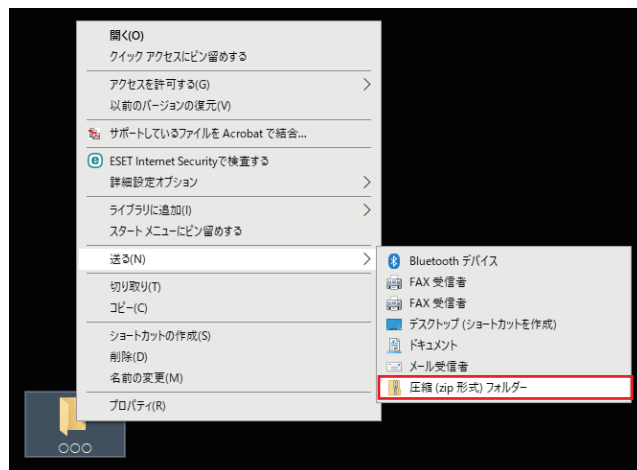 開く(O)
クイック アクセスにピン留めする
アクセスを許可する(G)
以前のバージョンの復元(V)
サポートしているファイルを Acrobat で結合...
ESET Internet Securityで検査する
詳細設定オプション
ライブラリに追加(I)
スタート メニューにピン留めする
送る(N)
切り取り(T)
コピー(C)
ショートカットの作成(S)
削除(D)
名前の変更(M)
プロパティ(R)
Bluetooth デバイス
FAX 受信者
FAX 受信者
デスクトップ (ショートカットを作成)
ドキュメント
メール受信者
圧縮 (zip 形式) フォルダー
○○○